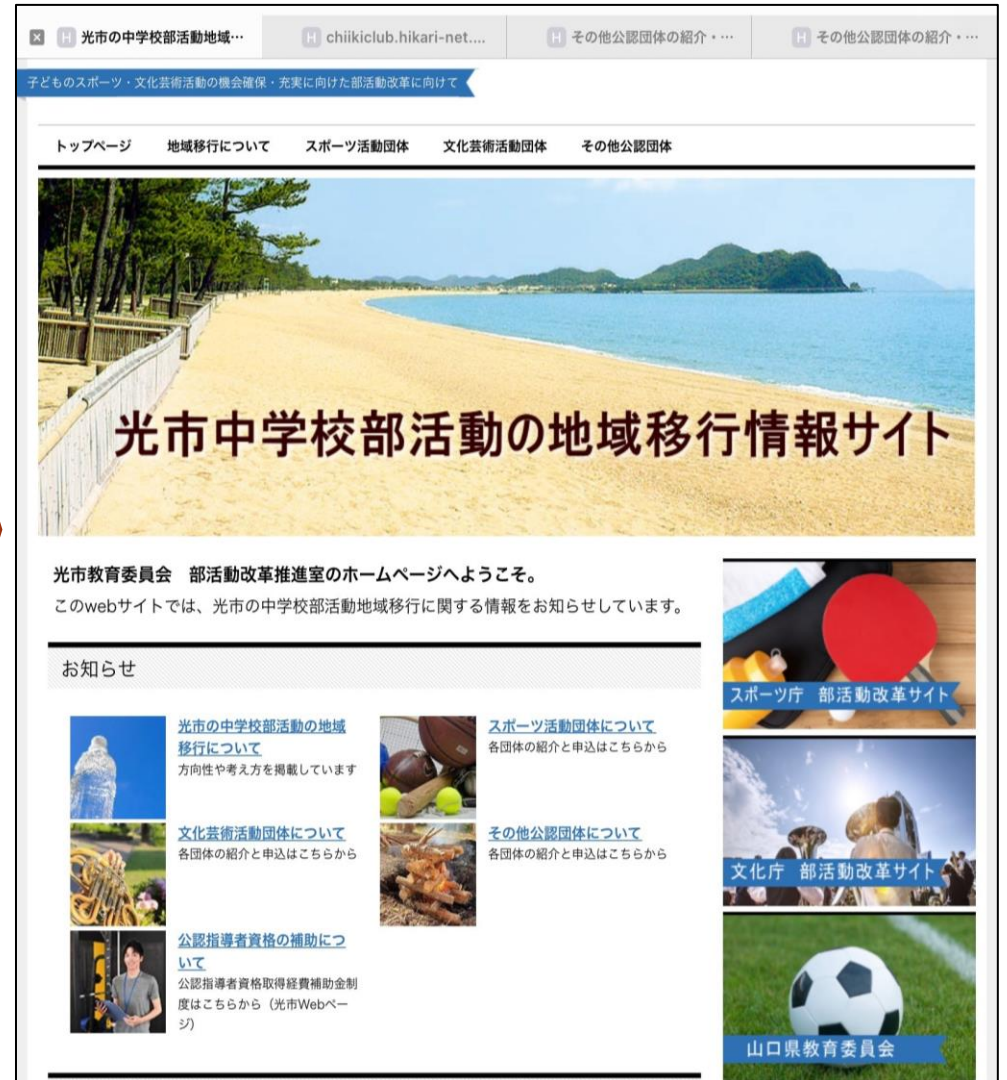 光市の中学校部活動地域…
chiikiclub.hikari-net....
その他公認団体の紹介・…
その他公認団体の紹介・…
子どものスポーツ・文化芸術活動の機会確保・充実に向けた部活動改革に向けて
トップページ 地域移行について スポーツ活動団体 文化芸術活動団体 その他公認団体
光市中学校部活動の地域移行情報サイト
光市教育委員会 部活動改革推進室のホームページへようこそ。
このwebサイトでは、光市の中学校部活動地域移行に関する情報をお知らせしています。
お知らせ
光市の中学校部活動の地域
移行について
方向性や考え方を掲載しています
スポーツ活動団体について
各団体の紹介と申込はこちらから
文化芸術活動団体について
各団体の紹介と申込はこちらから
その他公認団体について
各団体の紹介と申込はこちらから
公認指導者資格の補助につ
いて
公認指導者資格取得経費補助金制
度はこちらから（光市Webペー
ジ）
スポーツ庁 部活動改革サイト
文化庁 部活動改革サイト
山口県教育委員会